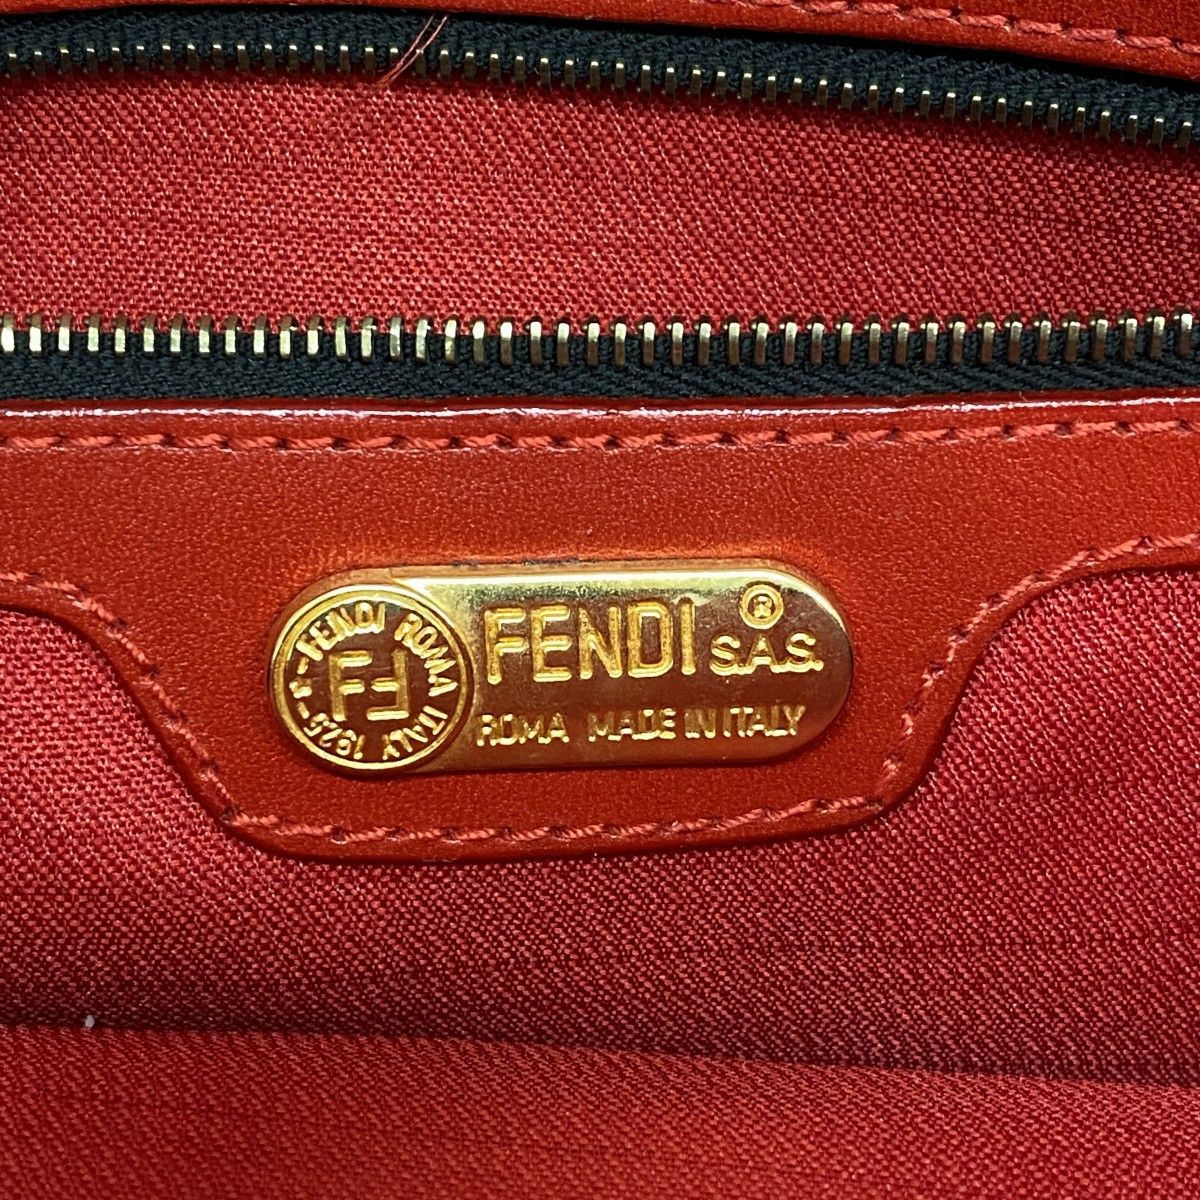 FENDI ROMA ITALY 1925
FF
FENDI ® S.A.S.
ROMA MADE IN ITALY